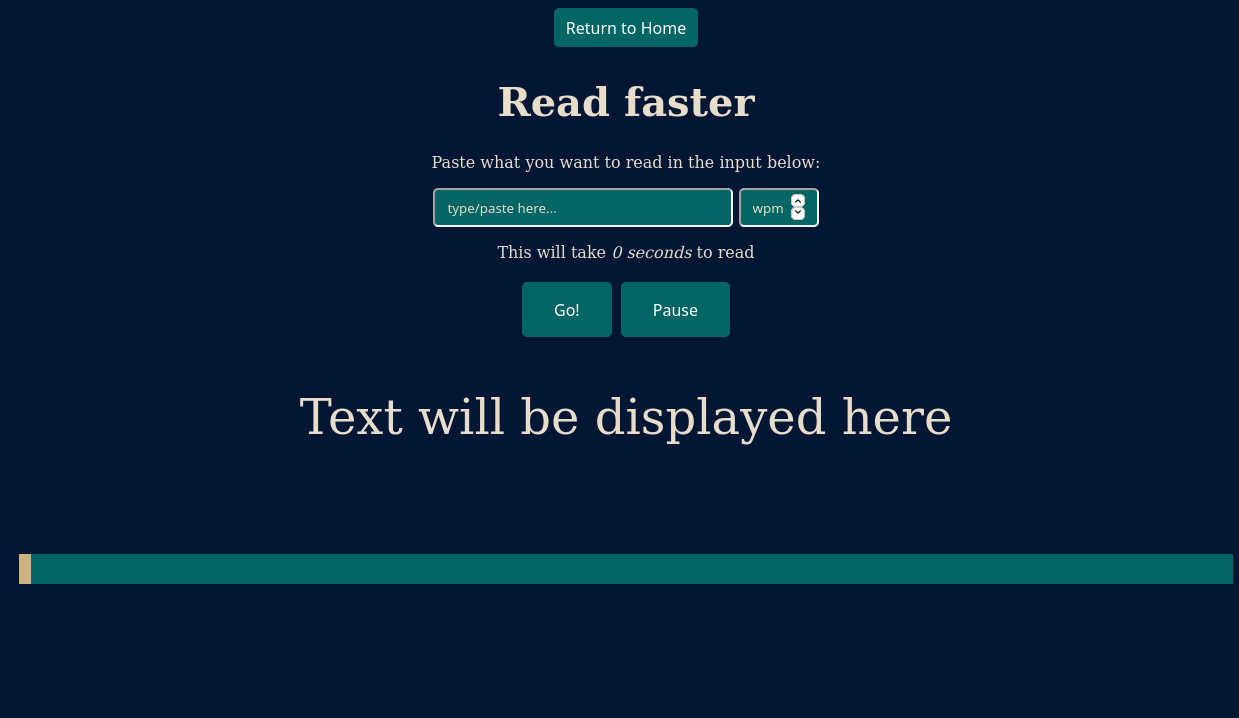 Return to Home
Read faster
Paste what you want to read in the input below:
type/paste here... wpm
This will take 0 seconds to read
Go! Pause
Text will be displayed here